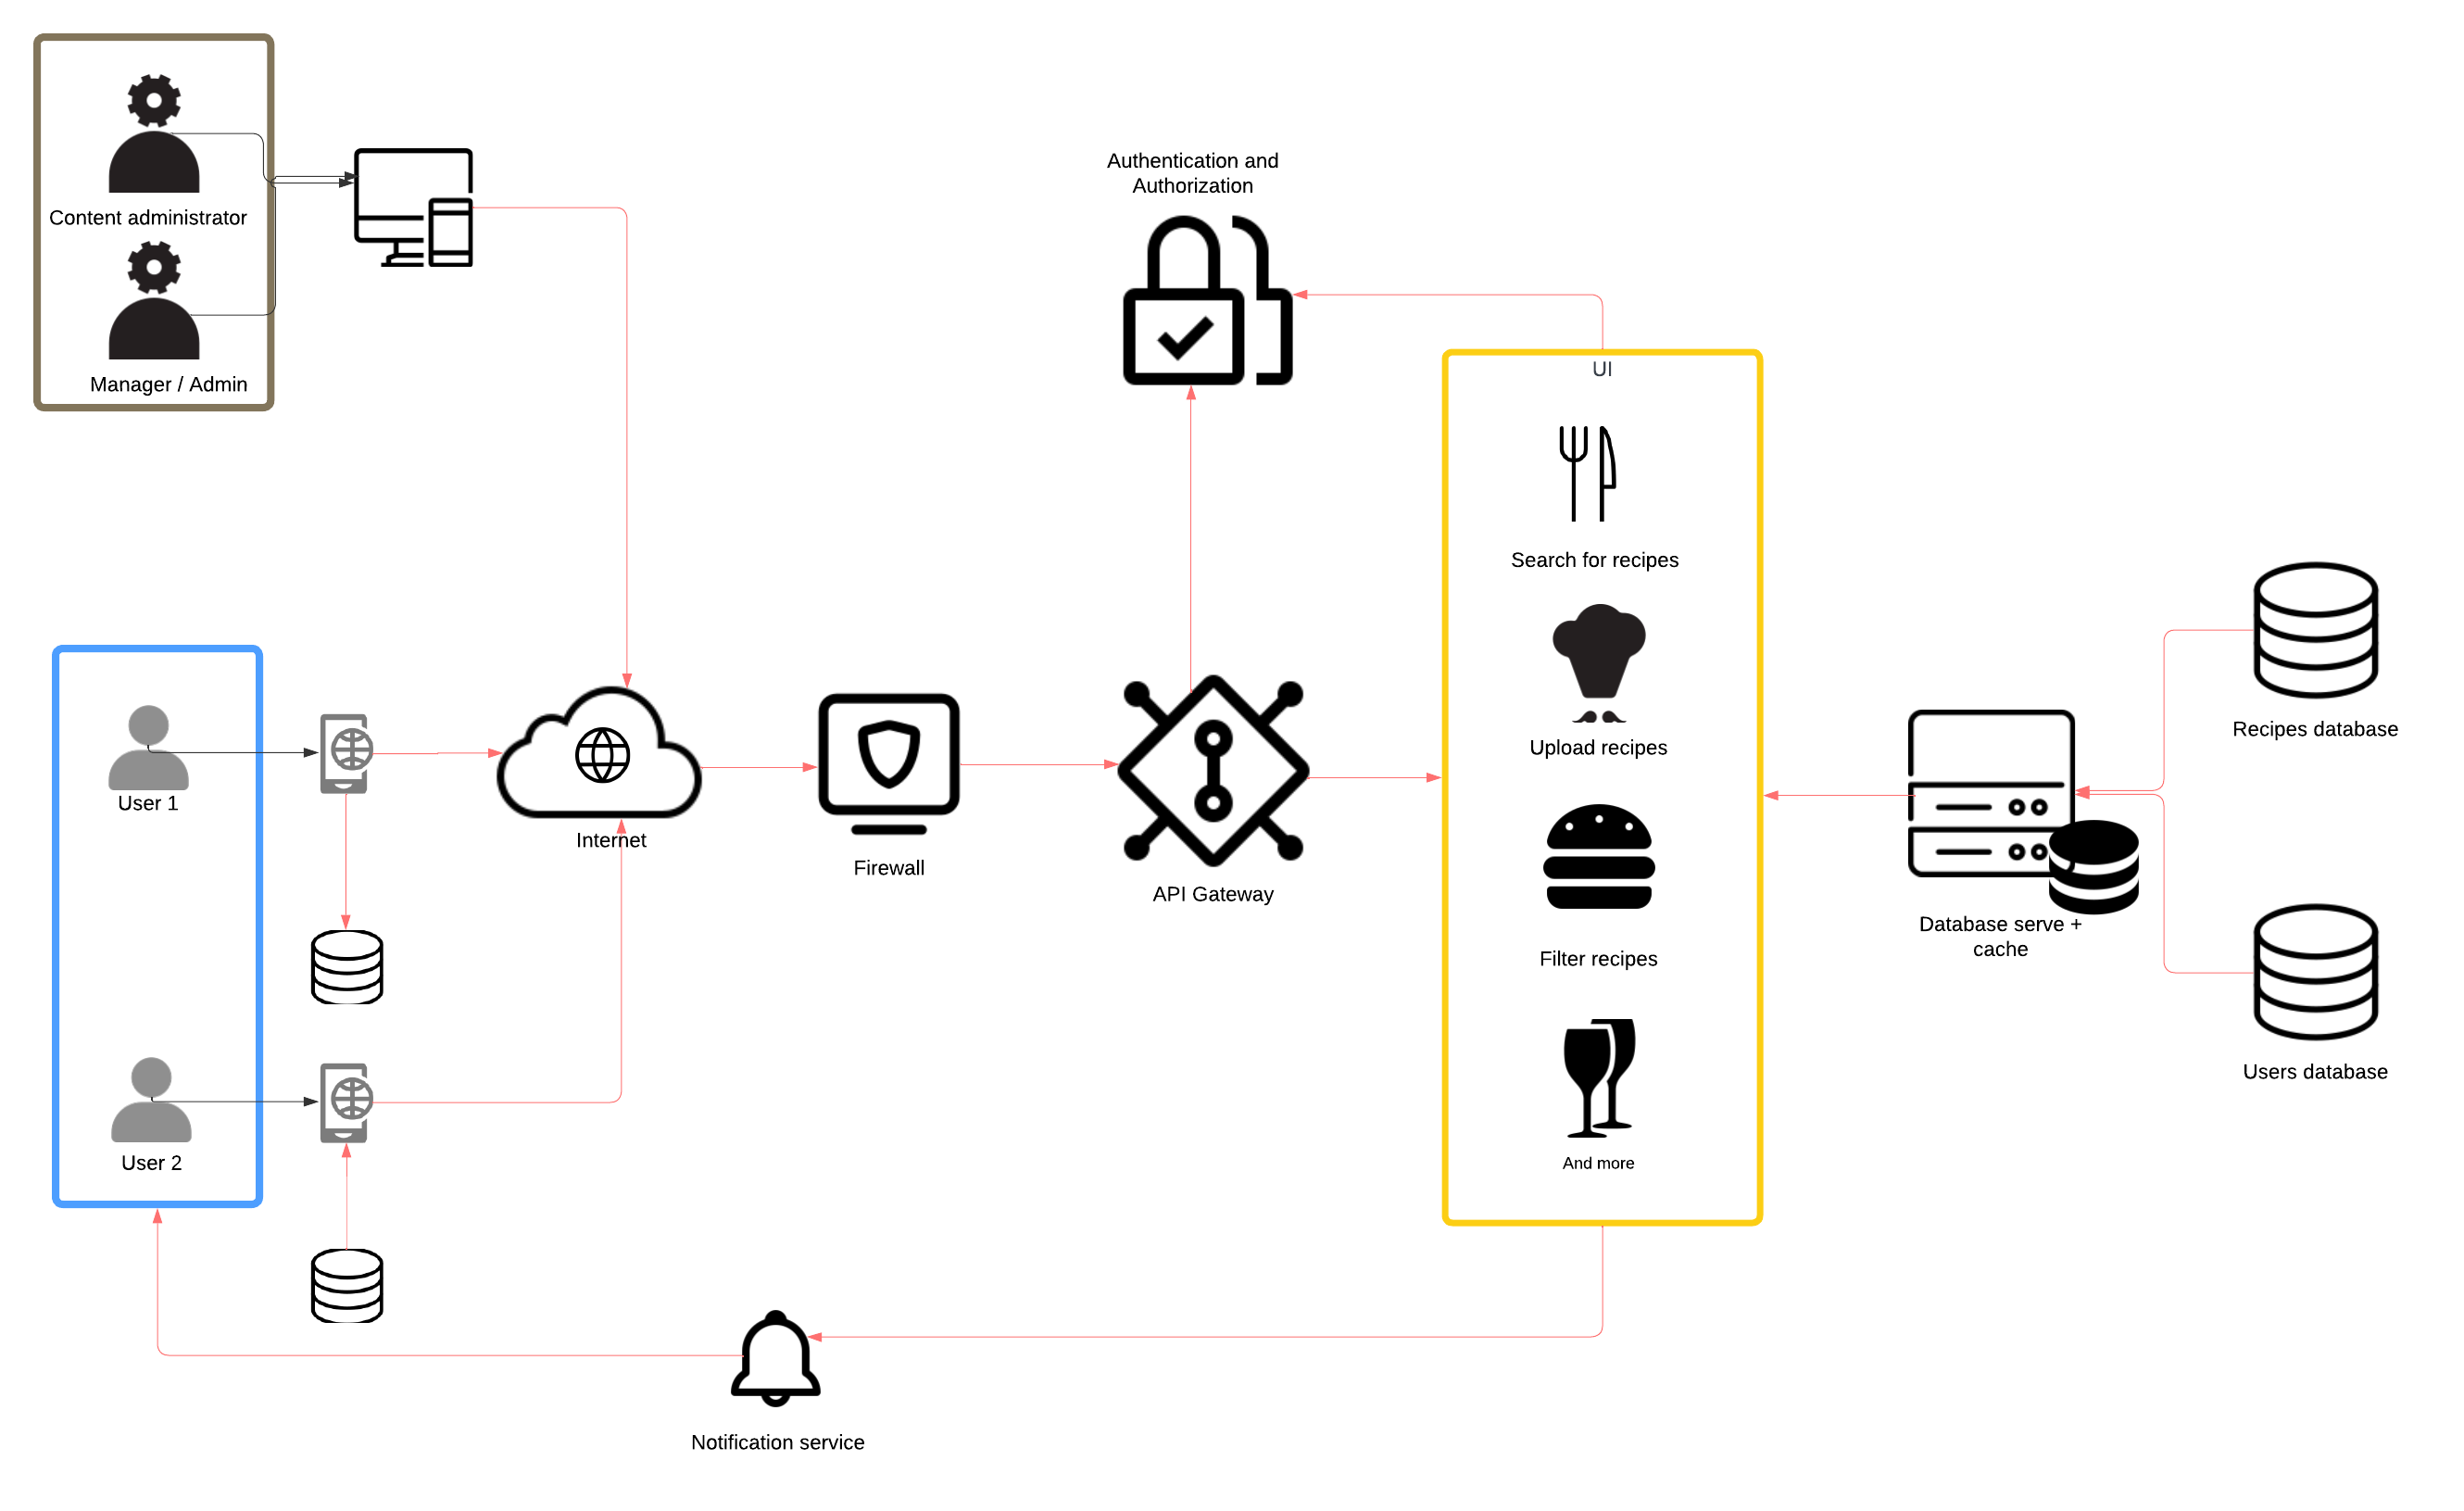 Content administrator
Manager / Admin
Authentication and
Authorization
UI
Search for recipes
Upload recipes
Filter recipes
And more
User 1
User 2
Internet
Firewall
API Gateway
Database serve +
cache
Recipes database
Users database
Notification service